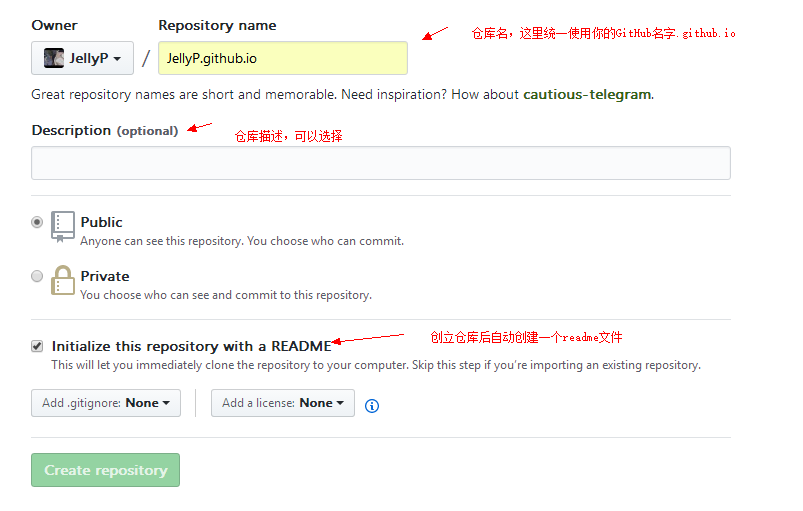 Owner
Repository name
仓库名，这里统一使用你的GitHub名字.github.io
JellyP / JellyP.github.io
Great repository names are short and memorable. Need inspiration? How about cautious-telegram.
Description (optional)
仓库描述，可以选择
Public
Anyone can see this repository. You choose who can commit.
Private
You choose who can see and commit to this repository.
Initialize this repository with a README
创立仓库后自动创建一个readme文件
This will let you immediately clone the repository to your computer. Skip this step if you're importing an existing repository.
Add .gitignore: None
Add a license: None
Create repository